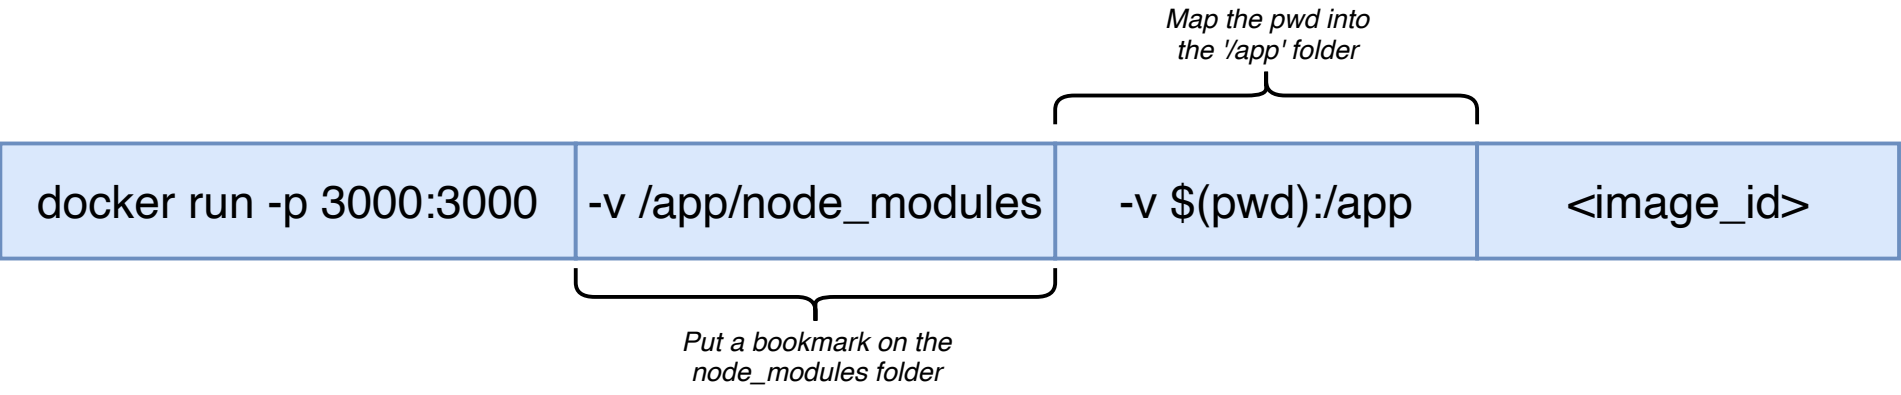 Map the pwd into
the '/app' folder
docker run -p 3000:3000 -v /app/node_modules -v $(pwd):/app <image_id>
Put a bookmark on the
node_modules folder